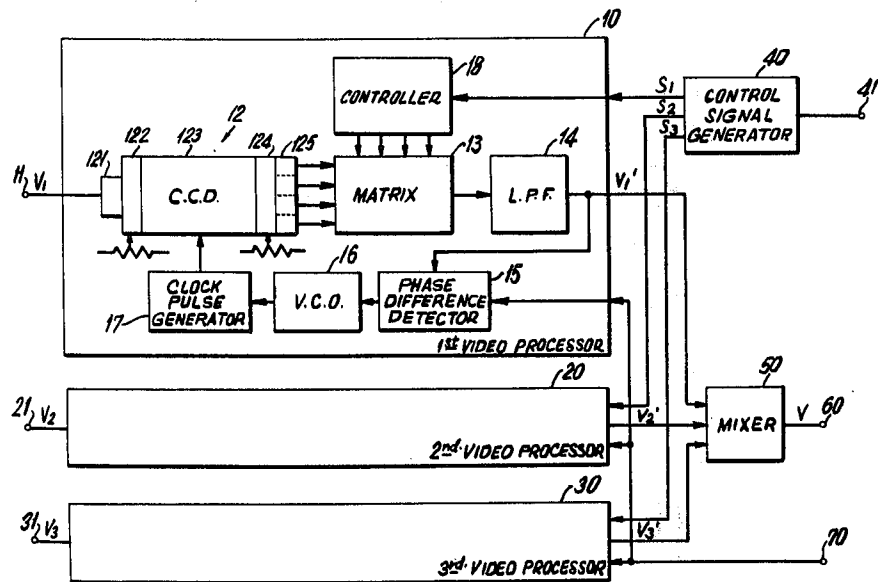 10
18
CONTROLLER
S1
S2
S3
40
CONTROL
SIGNAL
GENERATOR
41
12
121
122
123
124
125
13
14
H
V1
C.C.D.
MATRIX
L.P.F.
V1'
16
15
CLOCK
PULSE
GENERATOR
17
V.C.O.
PHASE
DIFFERENCE
DETECTOR
1st VIDEO PROCESSOR
20
50
21
V2
V2'
MIXER
V
60
2nd. VIDEO PROCESSOR
30
31
V3
V3'
70
3rd. VIDEO PROCESSOR